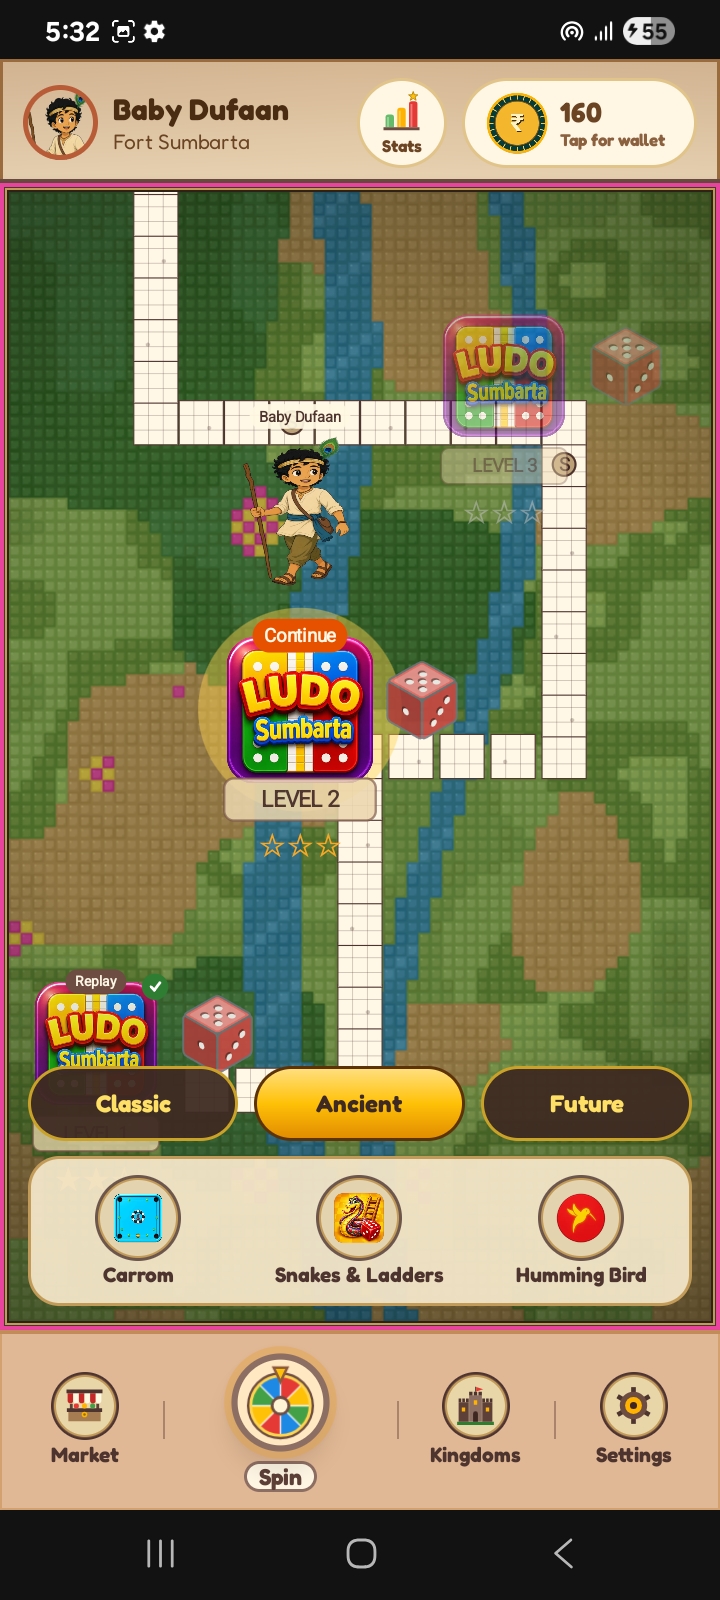 5:32
55
Baby Dufaan
Fort Sumbarta
Stats
160
Tap for wallet
LUDO
Sumbarta
Baby Dufaan
LEVEL 3
S
Continue
LUDO
Sumbarta
LEVEL 2
Replay
LUDO
Sumbarta
LEVEL 1
Classic
Ancient
Future
Carrom
Snakes & Ladders
Humming Bird
Market
Spin
Kingdoms
Settings